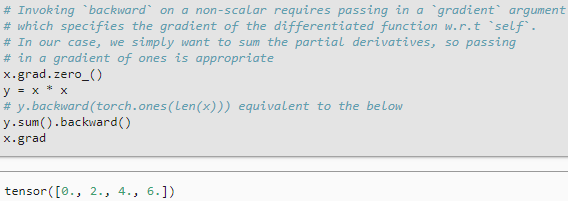 # Invoking `backward` on a non-scalar requires passing in a `gradient` argument
# which specifies the gradient of the differentiated function w.r.t `self`.
# In our case, we simply want to sum the partial derivatives, so passing
# in a gradient of ones is appropriate
x.grad.zero_()
y = x * x
# y.backward(torch.ones(len(x))) equivalent to the below
y.sum().backward()
x.grad
tensor([0., 2., 4., 6.])